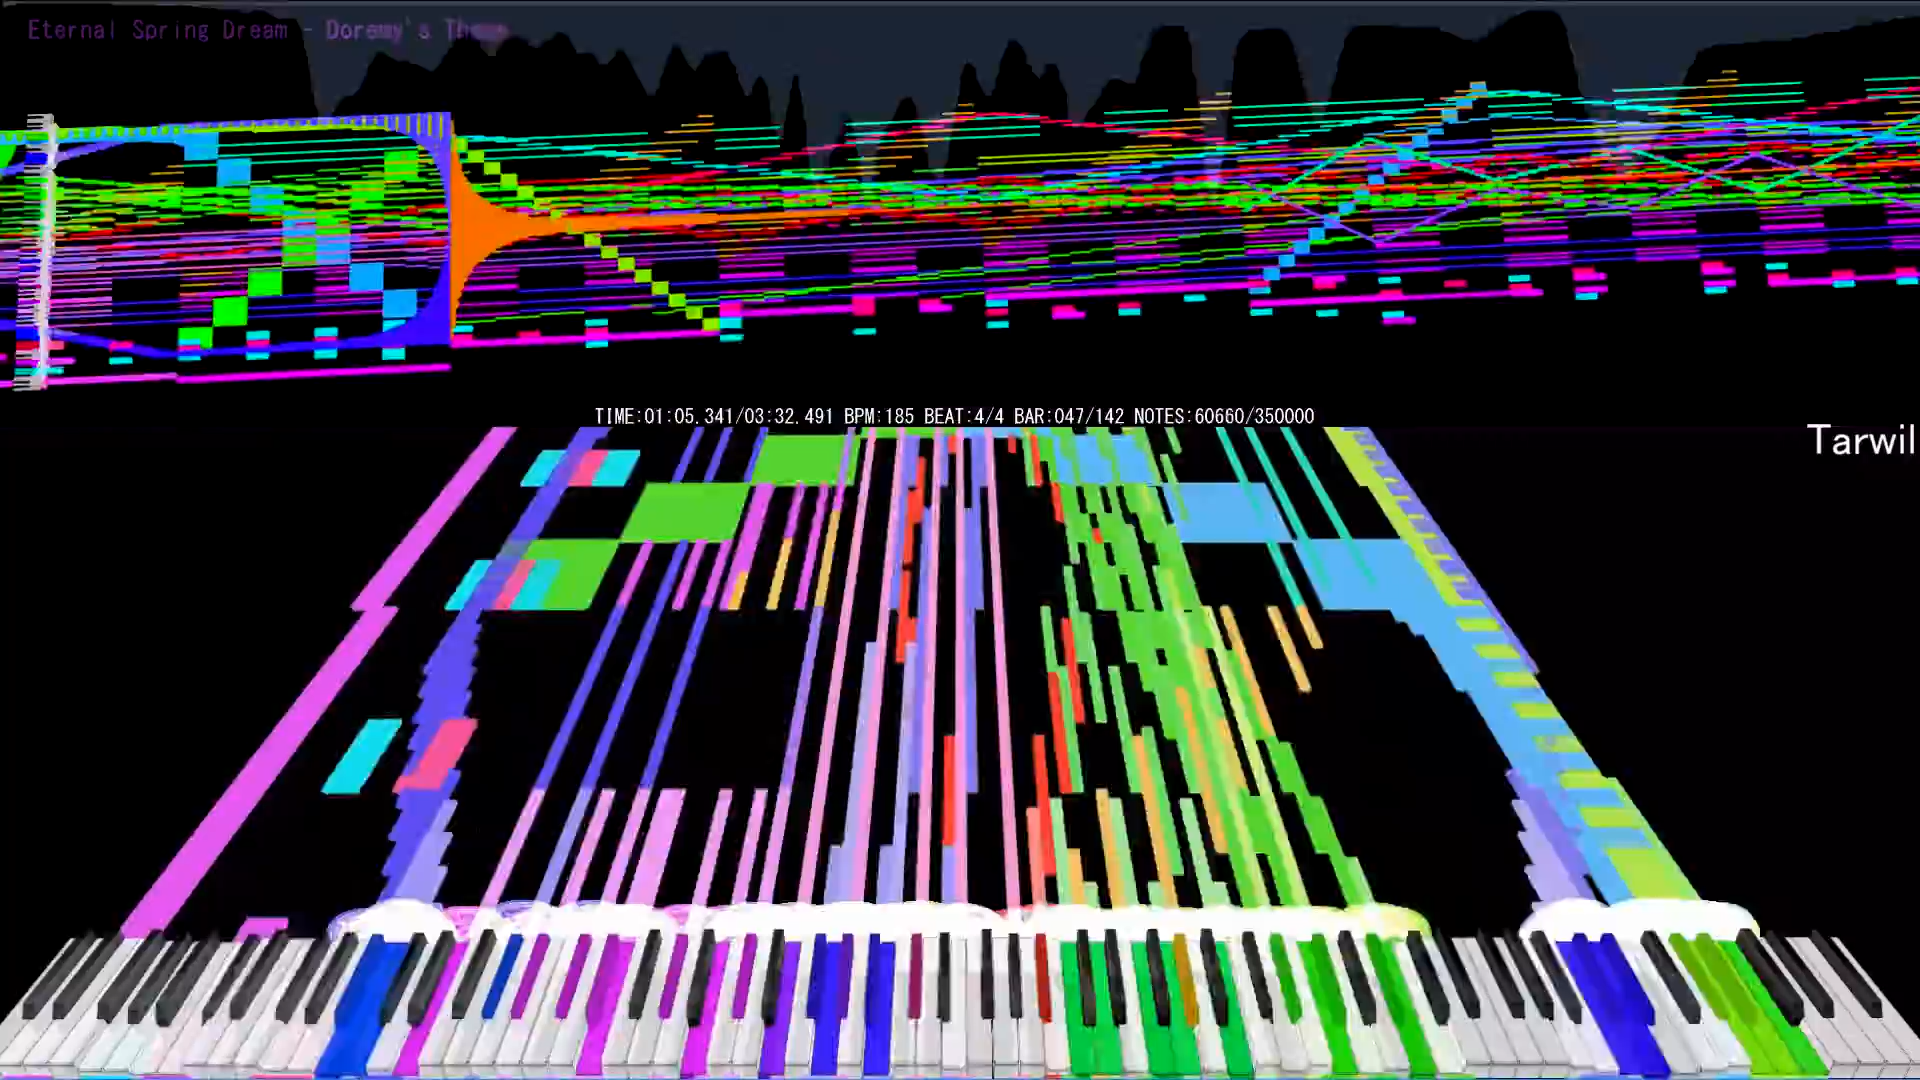 Eternal Spring Dream - Doremy's Theme
TIME:01:05.341/03:32.491 BPM:185 BEAT:4/4 BAR:047/142 NOTES:60660/350000
Tarwil